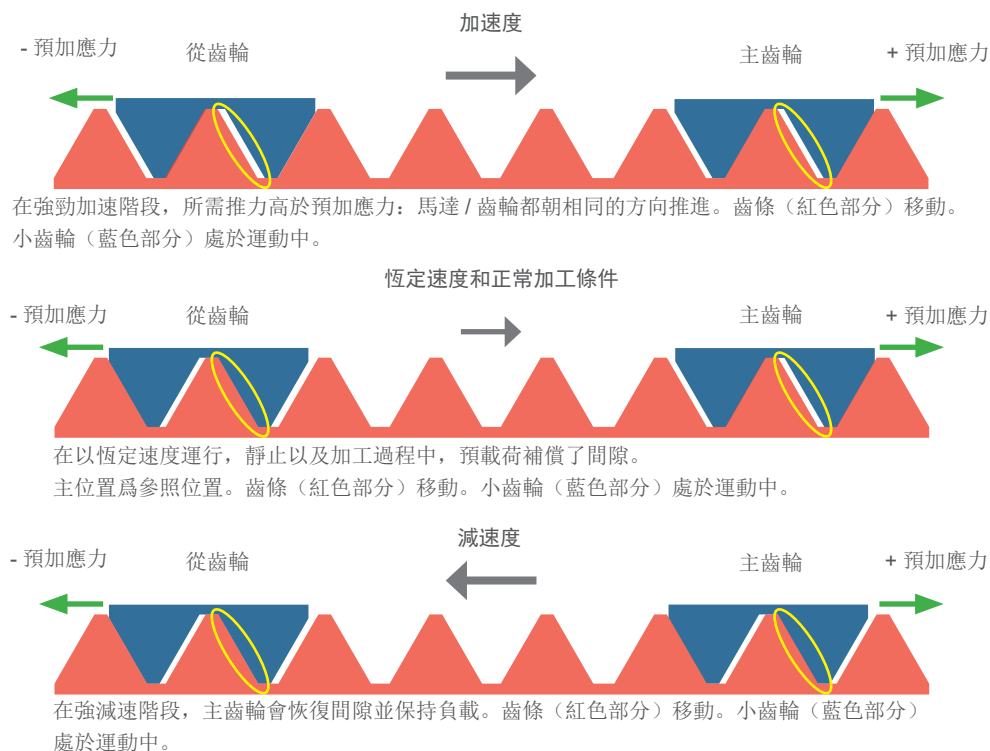 加速度
- 預加應力 從齒輪 主齒輪 + 預加應力
在強勁加速階段，所需推力高於預加應力：馬達 / 齒輪都朝相同的方向推進。齒條（紅色部分）移動。
小齒輪（藍色部分）處於運動中。
恆定速度和正常加工條件
- 預加應力 從齒輪 主齒輪 + 預加應力
在以恆定速度運行，靜止以及加工過程中，預載荷補償了間隙。
主位置爲參照位置。齒條（紅色部分）移動。小齒輪（藍色部分）處於運動中。
減速度
- 預加應力 從齒輪 主齒輪 + 預加應力
在強減速階段，主齒輪會恢復間隙並保持負載。齒條（紅色部分）移動。小齒輪（藍色部分）
處於運動中。